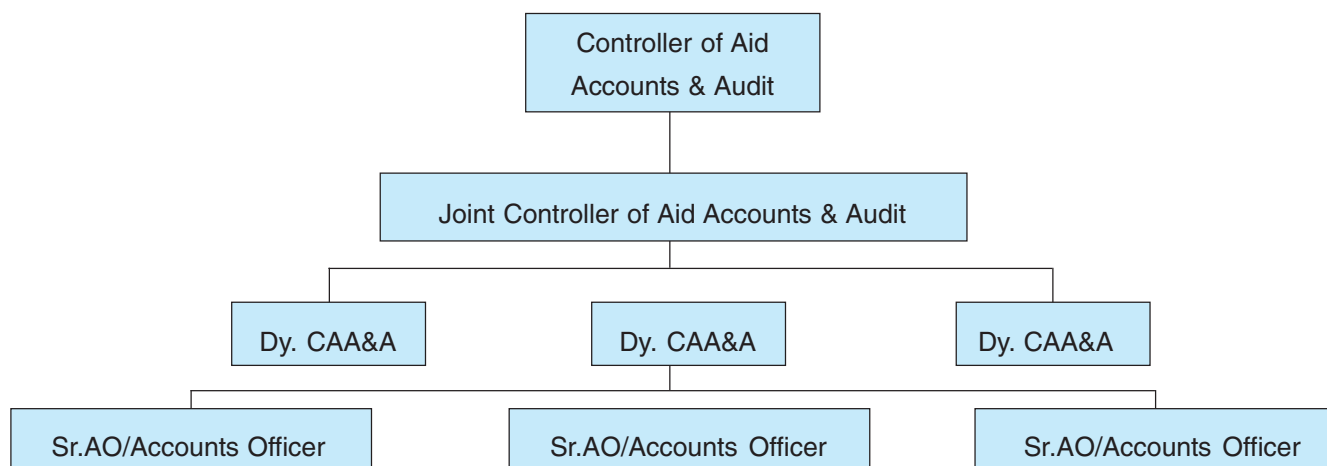 Controller of Aid
Accounts & Audit
Joint Controller of Aid Accounts & Audit
Dy. CAA&A
Dy. CAA&A
Dy. CAA&A
Sr.AO/Accounts Officer
Sr.AO/Accounts Officer
Sr.AO/Accounts Officer